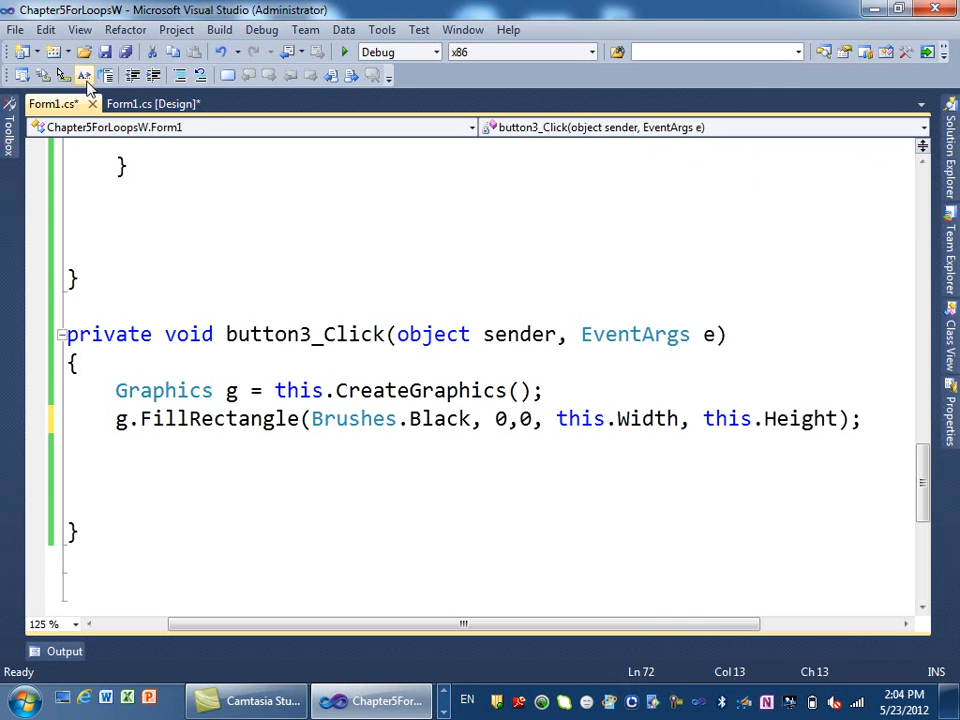 Chapter5ForLoopsW - Microsoft Visual Studio (Administrator)
File Edit View Refactor Project Build Debug Team Data Tools Test Window Help
Debug x86
Form1.cs* Form1.cs [Design]*
Chapter5ForLoopsW.Form1 button3_Click(object sender, EventArgs e)
Toolbox
Solution Explorer
Team Explorer
Class View
Properties
}
}
private void button3_Click(object sender, EventArgs e)
{
Graphics g = this.CreateGraphics();
g.FillRectangle(Brushes.Black, 0,0, this.Width, this.Height);
}
125 %
Output
Ready Ln 72 Col 13 Ch 13 INS
Camtasia Stu... Chapter5For... EN 2:04 PM
5/23/2012